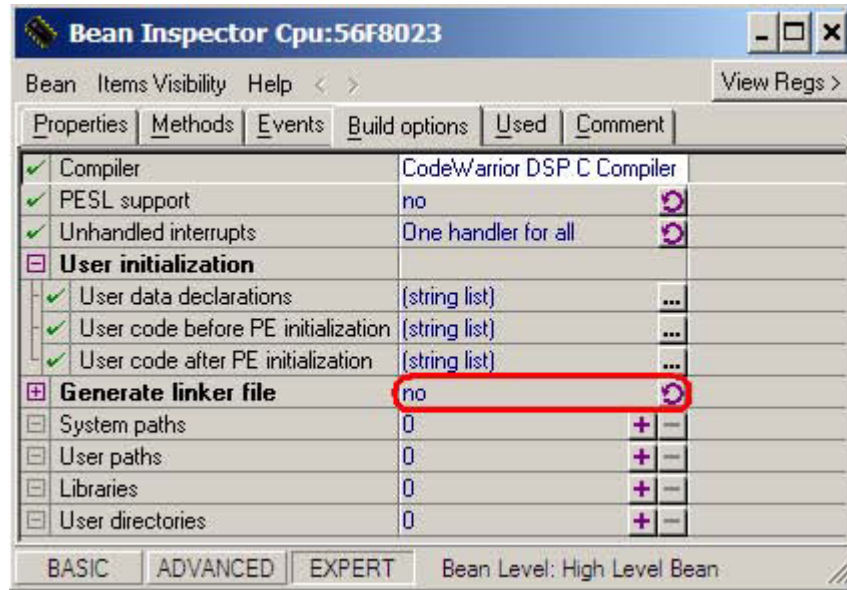 Bean Inspector Cpu:56F8023
Bean Items Visibility Help < > View Regs >
Properties Methods Events Build options Used Comment
Compiler CodeWarrior DSP C Compiler
PESL support no
Unhandled interrupts One handler for all
User initialization
User data declarations (string list) ...
User code before PE initialization (string list) ...
User code after PE initialization (string list) ...
Generate linker file no
System paths 0 + -
User paths 0 + -
Libraries 0 + -
User directories 0 + -
BASIC ADVANCED EXPERT Bean Level: High Level Bean